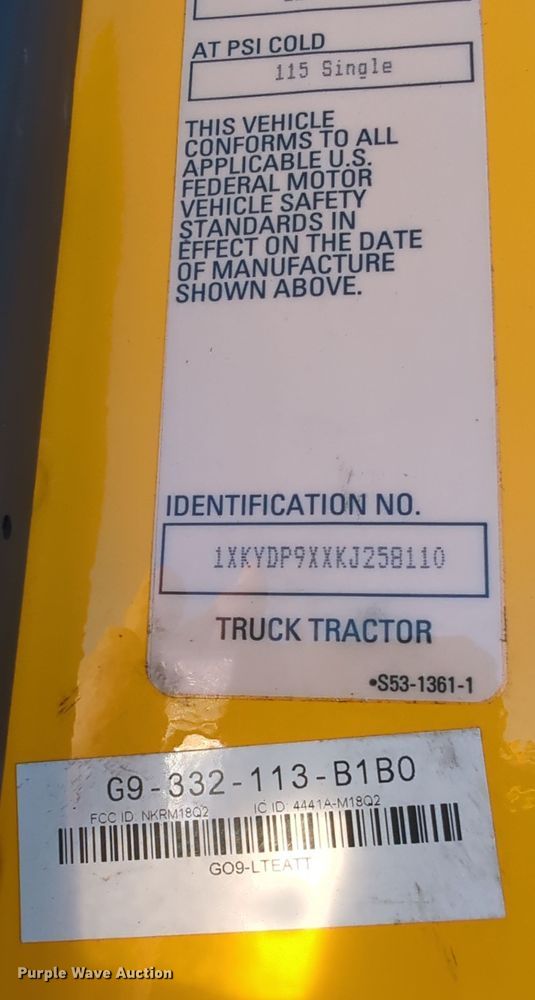 AT PSI COLD
115 Single
THIS VEHICLE
CONFORMS TO ALL
APPLICABLE U.S.
FEDERAL MOTOR
VEHICLE SAFETY
STANDARDS IN
EFFECT ON THE DATE
OF MANUFACTURE
SHOWN ABOVE.
IDENTIFICATION NO.
1XKYDP9XXKJ258110
TRUCK TRACTOR
•S53-1361-1
G9-332-113-B1B0
FCC ID: NKRM18Q2 IC ID: 4441A-M18Q2
GO9-LTEATT
Purple Wave Auction